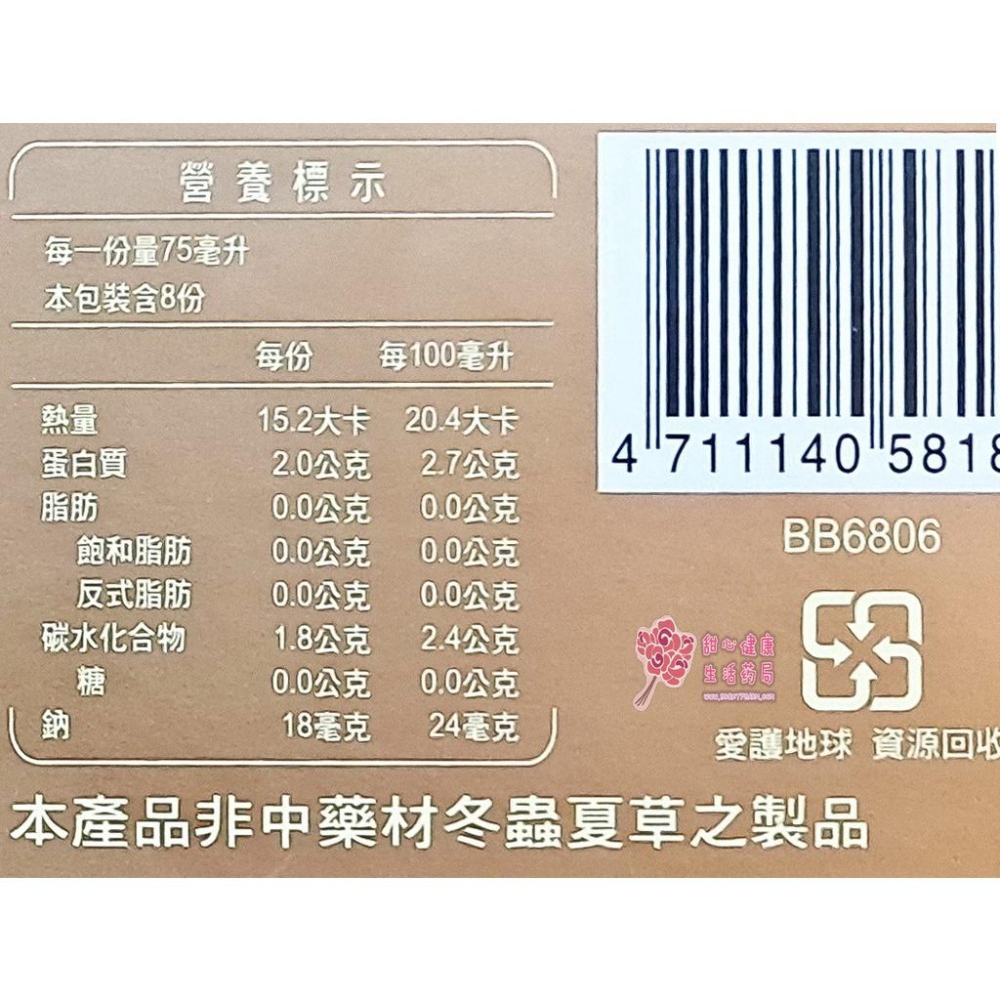 營養標示
每一份量75毫升
本包裝含8份
每份 每100毫升
熱量 15.2大卡 20.4大卡
蛋白質 2.0公克 2.7公克
脂肪 0.0公克 0.0公克
飽和脂肪 0.0公克 0.0公克
反式脂肪 0.0公克 0.0公克
碳水化合物 1.8公克 2.4公克
糖 0.0公克 0.0公克
鈉 18毫克 24毫克
本產品非中藥材冬蟲夏草之製品
4 711140 5818
BB6806
甜心健康
生活药局
愛護地球 資源回收